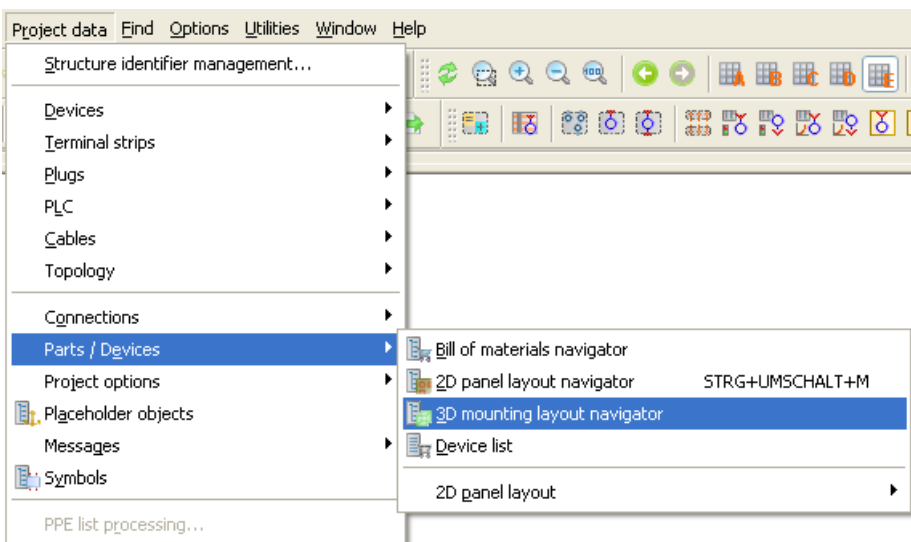 Project data Find Options Utilities Window Help
Structure identifier management...
100
A B C D E
Devices
Terminal strips
Plugs
PLC
Cables
Topology
Connections
Parts / Devices
Bill of materials navigator
Project options
2D panel layout navigator STRG+UMSCHALT+M
Placeholder objects
3D mounting layout navigator
Messages
Device list
Symbols
2D panel layout
PPE list processing...